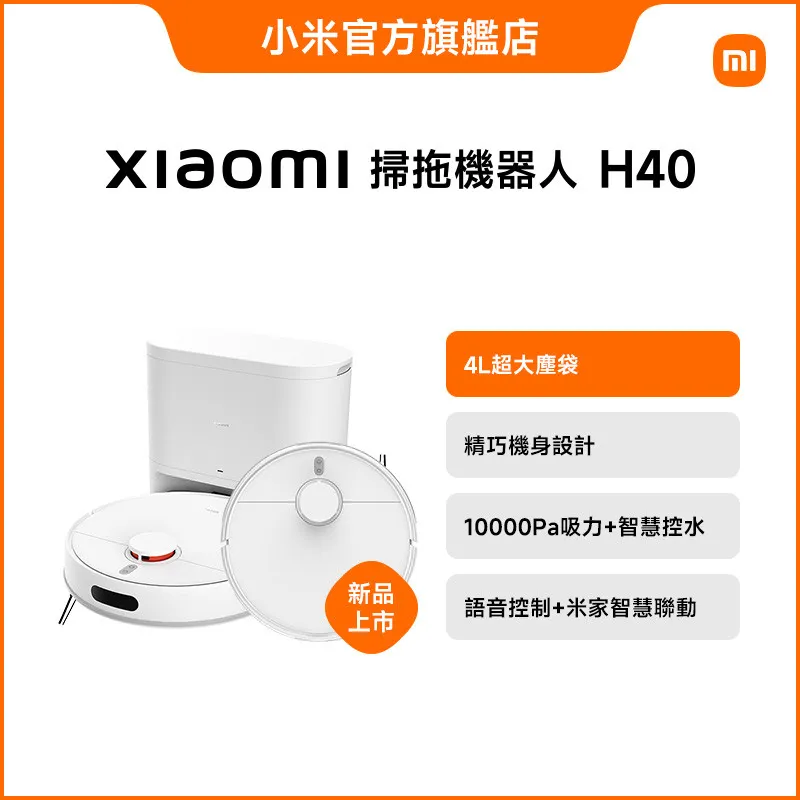 小米官方旗艦店
mi
xiaomi 掃拖機器人 H40
4L超大塵袋
精巧機身設計
10000Pa吸力+智慧控水
語音控制+米家智慧聯動
新品
上市